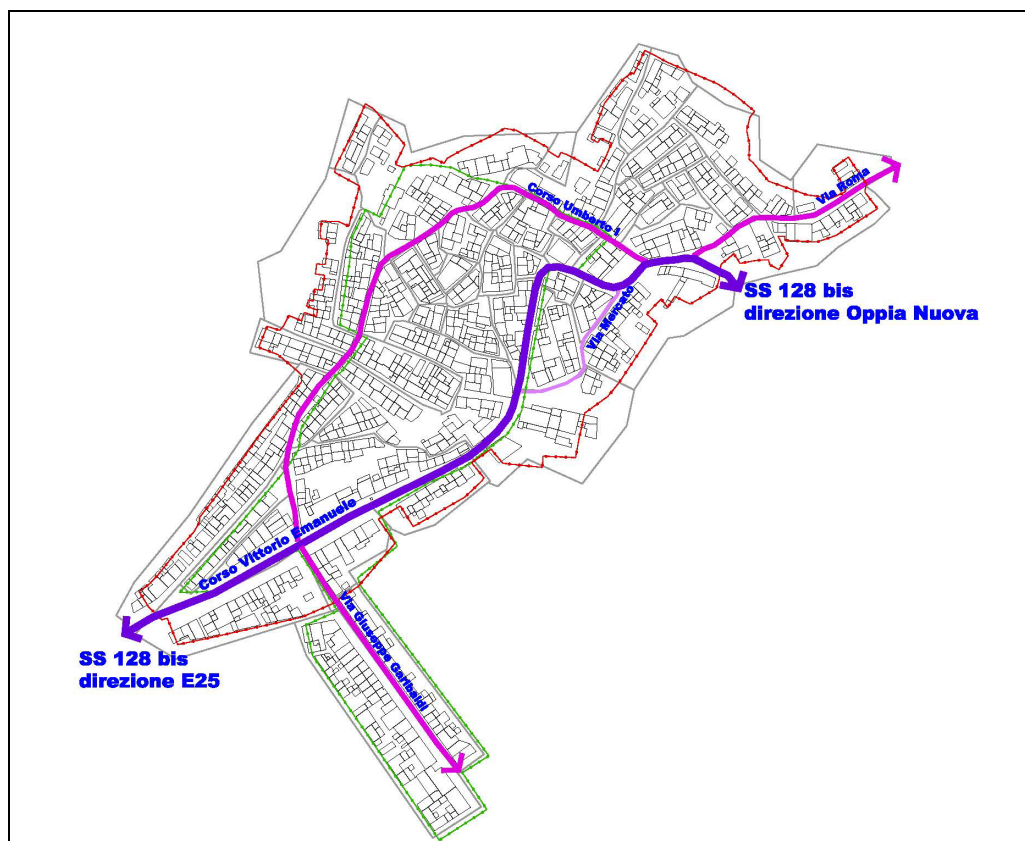 Corso Umberto I
Via Roma
SS 128 bis
direzione Oppia Nuova
Via Mercato
Corso Vittorio Emanuele
Via Giuseppe Garibaldi
SS 128 bis
direzione E25